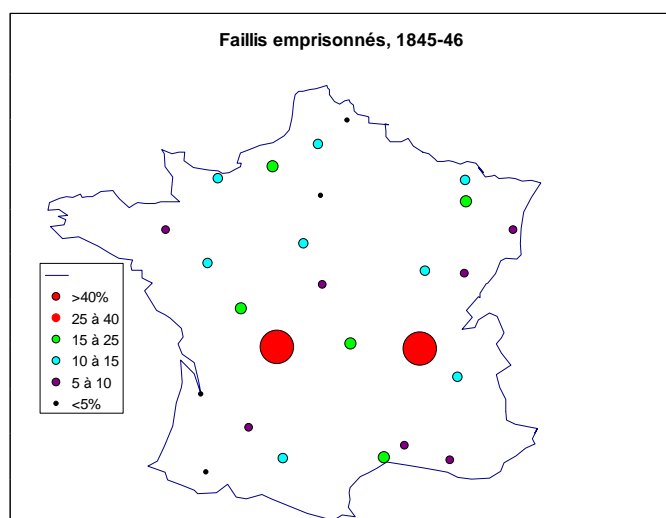 Faillis emprisonnés, 1845-46
>40%
25 à 40
15 à 25
10 à 15
5 à 10
<5%